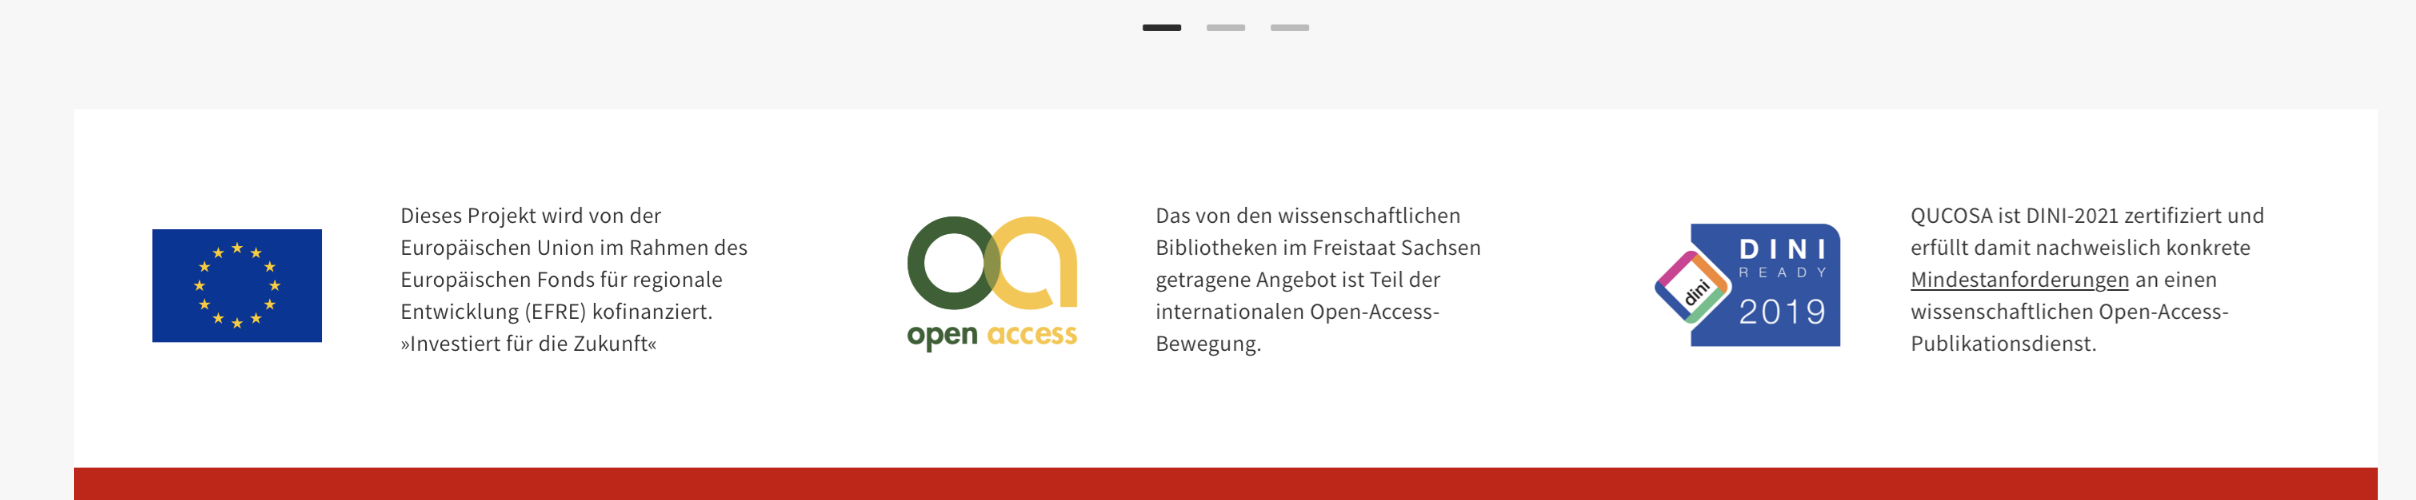 Dieses Projekt wird von der
Europäischen Union im Rahmen des
Europäischen Fonds für regionale
Entwicklung (EFRE) kofinanziert.
»Investiert für die Zukunft«
open access
Das von den wissenschaftlichen
Bibliotheken im Freistaat Sachsen
getragene Angebot ist Teil der
internationalen Open-Access-
Bewegung.
dini
DINI
READY
2019
QUCOSA ist DINI-2021 zertifiziert und
erfüllt damit nachweislich konkrete
Mindestanforderungen an einen
wissenschaftlichen Open-Access-
Publikationsdienst.